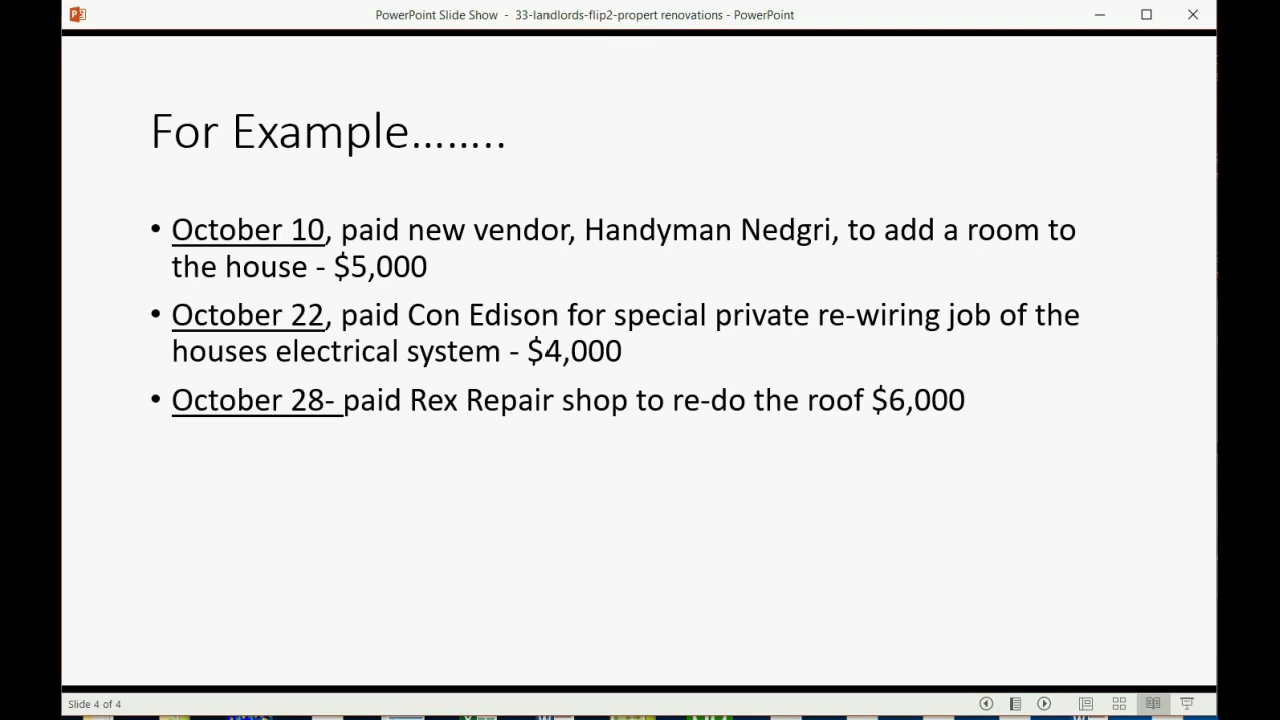 PowerPoint Slide Show - 33-landlords-flip2-propert renovations - PowerPoint
For Example........
• October 10, paid new vendor, Handyman Nedgri, to add a room to
the house - $5,000
• October 22, paid Con Edison for special private re-wiring job of the
houses electrical system - $4,000
• October 28- paid Rex Repair shop to re-do the roof $6,000
Slide 4 of 4